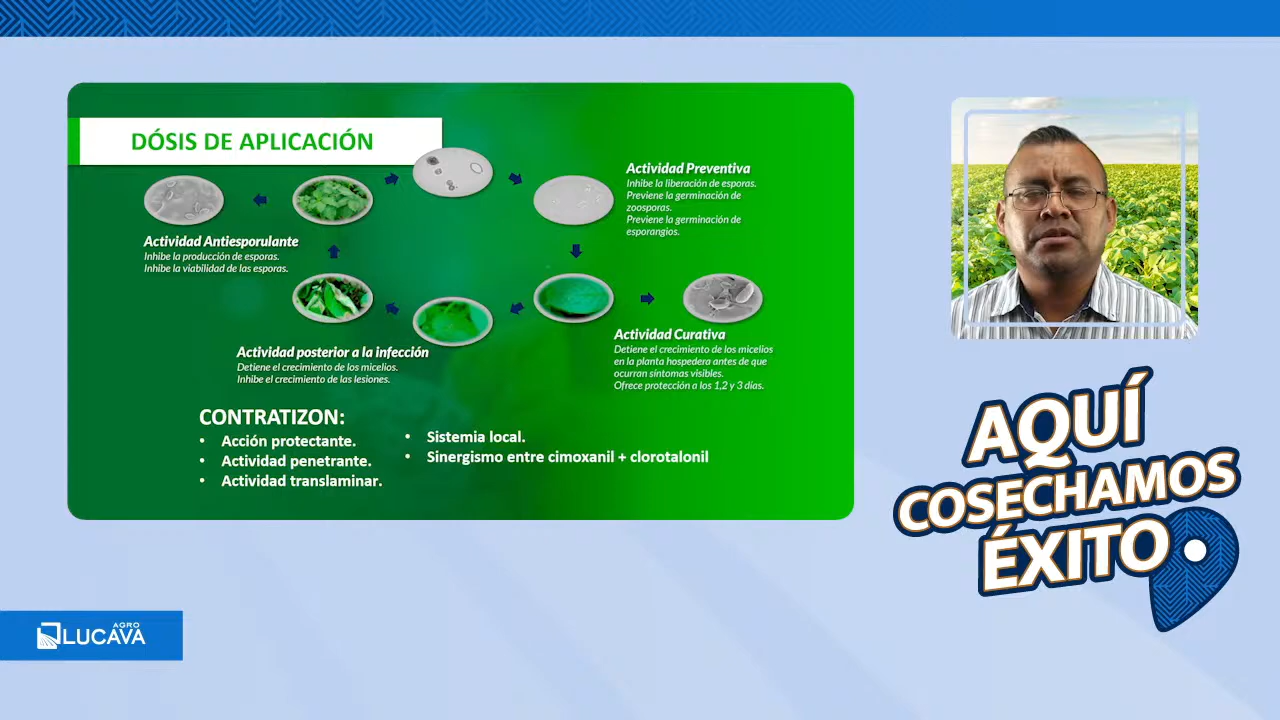 DÓSIS DE APLICACIÓN
Actividad Preventiva
Inhibe la liberación de esporas.
Previene la germinación de
zoosporas.
Previene la germinación de
esporangios.
Actividad Antiesporulante
Inhibe la producción de esporas.
Inhibe la viabilidad de las esporas.
Actividad Curativa
Detiene el crecimiento de los micelios
en la planta hospedera antes de que
ocurran síntomas visibles.
Ofrece protección a los 1,2 y 3 días.
Actividad posterior a la infección
Detiene el crecimiento de los micelios.
Inhibe el crecimiento de las lesiones.
CONTRATIZON:
• Acción protectante.
• Actividad penetrante.
• Actividad translaminar.
• Sistemia local.
• Sinergismo entre cimoxanil + clorotalonil
AQUÍ
COSECHAMOS
ÉXITO
AGRO
LUCAVA